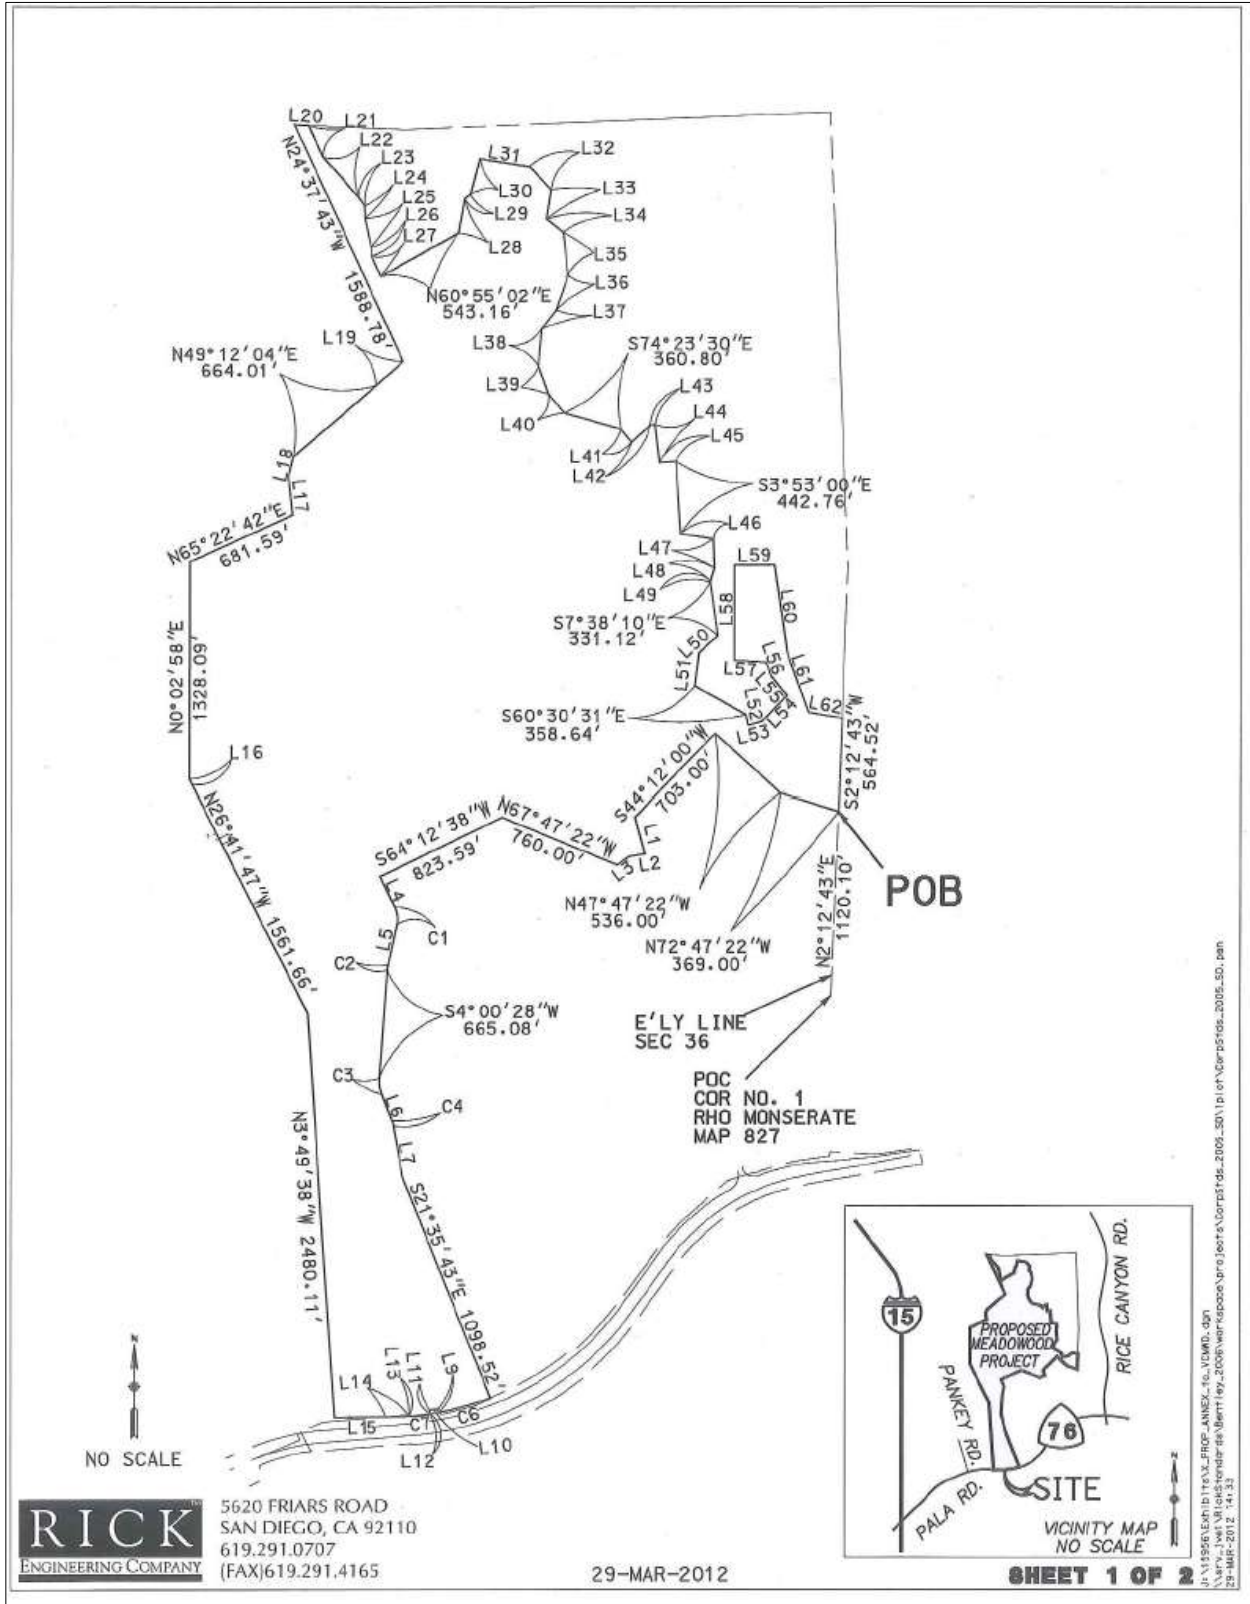 L20
L21
L22
L23
L24
L25
L26
L27
L31
L32
L30
L33
L29
L34
L28
L35
L36
L37
N24°37'43"W 1588.78'
N60°55'02"E
543.16'
L19
N49°12'04"E
664.01'
L38
S74°23'30"E
360.80'
L39
L43
L40
L44
L45
L41
L42
L18
L17
S3°53'00"E
442.76'
N65°22'42"E
681.59'
L46
L47
L48
L49
L59
L58
L60
S7°38'10"E
331.12'
L50
L51
L57
L56
L61
L55
L54
L52
L53
L62
N0°02'58"E
1328.09'
S60°30'31"E
358.64'
S2°12'43"W
564.52'
L16
S44°12'00"W
703.00'
N26°41'47"W 1561.66'
S64°12'38"W
823.59'
N67°47'22"W
760.00'
L1
L2
L3
L4
POB
N47°47'22"W
536.00'
N72°47'22"W
369.00'
N2°12'43"E
1120.10'
L5
C1
C2
S4°00'28"W
665.08'
E'LY LINE
SEC 36
C3
C4
L6
L7
POC
COR NO. 1
RHO MONSERATE
MAP 827
N3°49'38"W 2480.11'
S21°35'43"E 1098.52'
L14
L13
L11
L9
L15
C7
C6
L10
L12
N
NO SCALE
RICK
ENGINEERING COMPANY
5620 FRIARS ROAD
SAN DIEGO, CA 92110
619.291.0707
(FAX)619.291.4165
29-MAR-2012
15
PROPOSED
MEADOWOOD
PROJECT
RICE CANYON RD.
PANKEY RD.
76
PALA RD.
SITE
N
VICINITY MAP
NO SCALE
SHEET 1 OF 2
29-MAR-2012 14:33